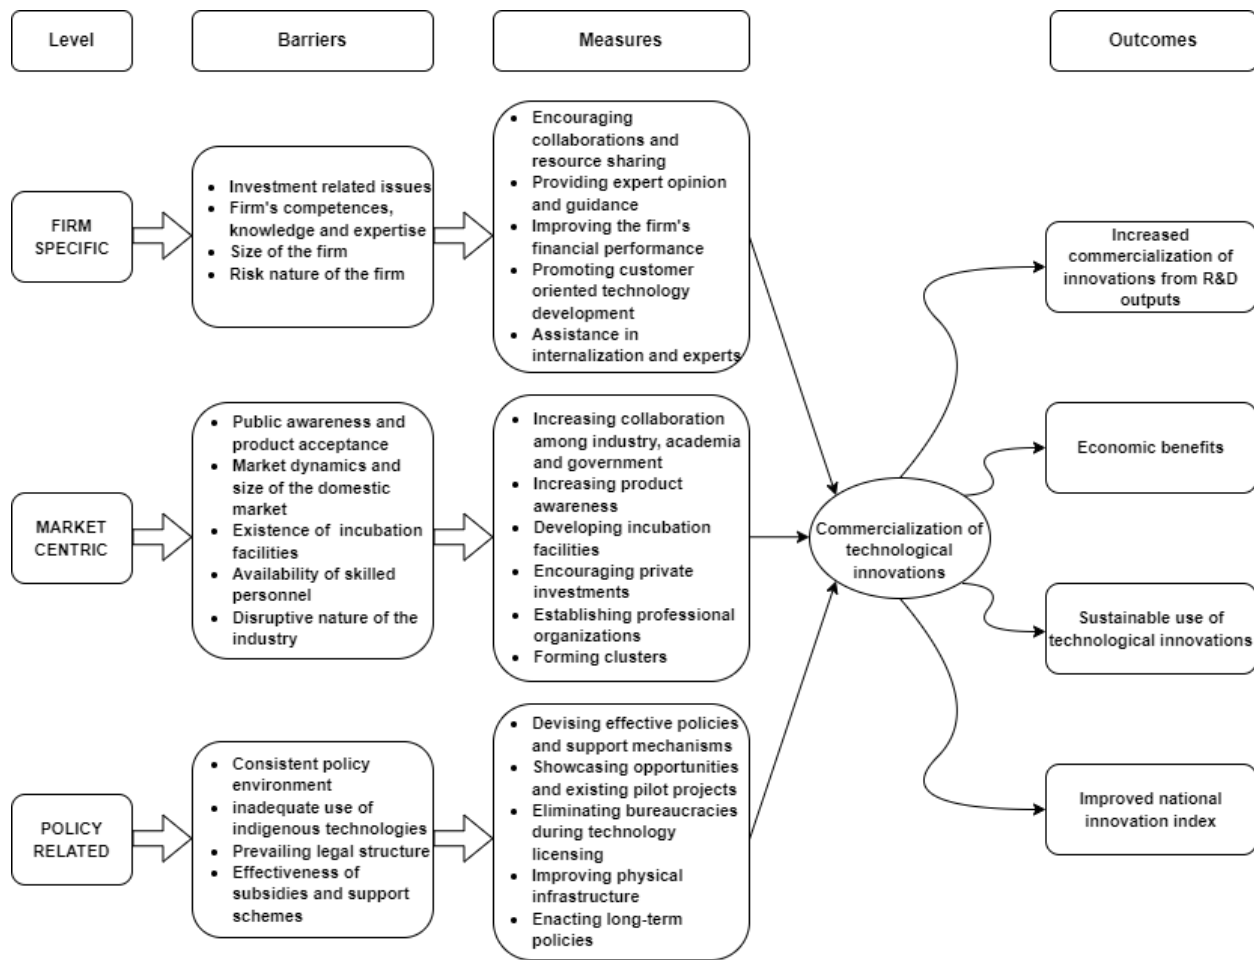 Level
Barriers
Measures
Outcomes
FIRM
SPECIFIC
• Investment related issues
• Firm's competences,
knowledge and expertise
• Size of the firm
• Risk nature of the firm
• Encouraging
collaborations and
resource sharing
• Providing expert opinion
and guidance
• Improving the firm's
financial performance
• Promoting customer
oriented technology
development
• Assistance in
internalization and experts
MARKET
CENTRIC
• Public awareness and
product acceptance
• Market dynamics and
size of the domestic
market
• Existence of incubation
facilities
• Availability of skilled
personnel
• Disruptive nature of the
industry
• Increasing collaboration
among industry, academia
and government
• Increasing product
awareness
• Developing incubation
facilities
• Encouraging private
investments
• Establishing professional
organizations
• Forming clusters
POLICY
RELATED
• Consistent policy
environment
• inadequate use of
indigenous technologies
• Prevailing legal structure
• Effectiveness of
subsidies and support
schemes
• Devising effective policies
and support mechanisms
• Showcasing opportunities
and existing pilot projects
• Eliminating bureaucracies
during technology
licensing
• Improving physical
infrastructure
• Enacting long-term
policies
Commercialization of
technological
innovations
Increased
commercialization of
innovations from R&D
outputs
Economic benefits
Sustainable use of
technological innovations
Improved national
innovation index